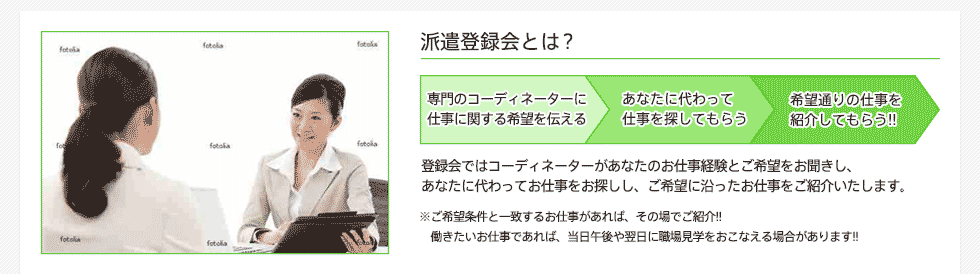 派遣登録会とは？
専門のコーディネーターに
仕事に関する希望を伝える
あなたに代わって
仕事を探してもらう
希望通りの仕事を
紹介してもらう!!
登録会ではコーディネーターがあなたのお仕事経験とご希望をお聞きし、
あなたに代わってお仕事をお探しし、ご希望に沿ったお仕事をご紹介いたします。
※ご希望条件と一致するお仕事があれば、その場でご紹介!!
働きたいお仕事であれば、当日午後や翌日に職場見学をおこなえる場合があります!!
fotolia
fotolia
fotolia
fotolia
fotolia
fotolia
fotolia
fotolia
fotolia